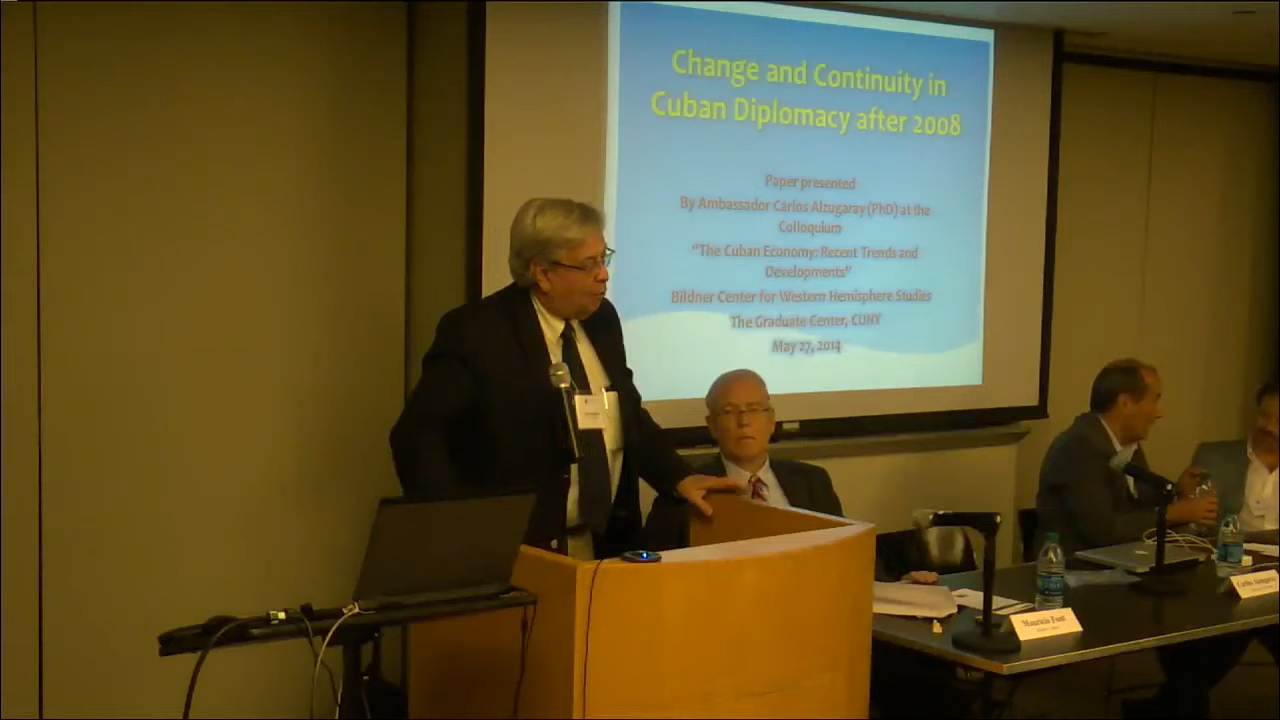 Change and Continuity in
Cuban Diplomacy after 2008
Paper presented
By Ambassador Carlos Alzugaray (PhD) at the
Colloquium
"The Cuban Economy: Recent Trends and
Developments"
Bildner Center for Western Hemisphere Studies
The Graduate Center, CUNY
May 27, 2014
Mauricio Font
Carlos Alzugaray